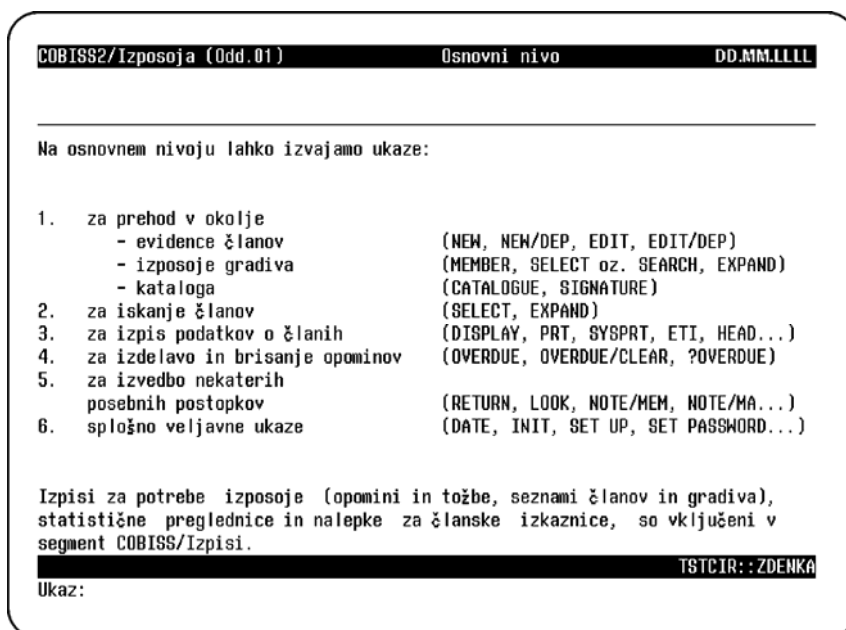 COBISS2/Izposoja (Odd.01) Osnovni nivo DD.MM.LLLL
Na osnovnem nivoju lahko izvajamo ukaze:
1. za prehod v okolje
- evidence članov (NEW, NEW/DEP, EDIT, EDIT/DEP)
- izposoje gradiva (MEMBER, SELECT oz. SEARCH, EXPAND)
- kataloga (CATALOGUE, SIGNATURE)
2. za iskanje članov (SELECT, EXPAND)
3. za izpis podatkov o članih (DISPLAY, PRT, SYSPRT, ETI, HEAD...)
4. za izdelavo in brisanje opominov (OVERDUE, OVERDUE/CLEAR, ?OVERDUE)
5. za izvedbo nekaterih
posebnih postopkov (RETURN, LOOK, NOTE/MEM, NOTE/MA...)
6. splošno veljavne ukaze (DATE, INIT, SET UP, SET PASSWORD...)
Izpisi za potrebe izposoje (opomini in tožbe, seznami članov in gradiva),
statistične preglednice in nalepke za članske izkaznice, so vključeni v
segment COBISS/Izpisi.
TSTCIR::ZDENKA
Ukaz: